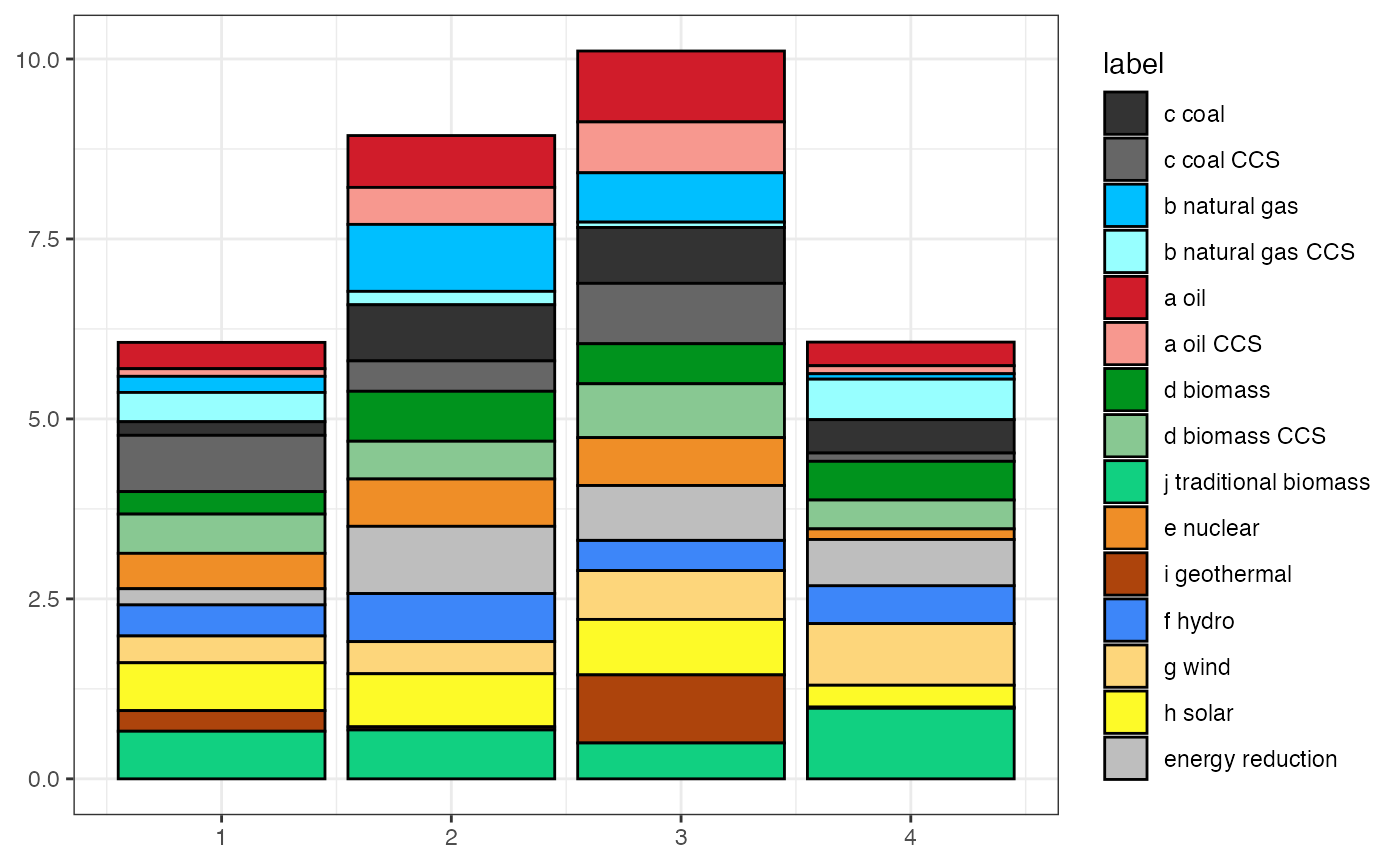 10.0
7.5
5.0
2.5
0.0
1 2 3 4
label
c coal
c coal CCS
b natural gas
b natural gas CCS
a oil
a oil CCS
d biomass
d biomass CCS
j traditional biomass
e nuclear
i geothermal
f hydro
g wind
h solar
energy reduction